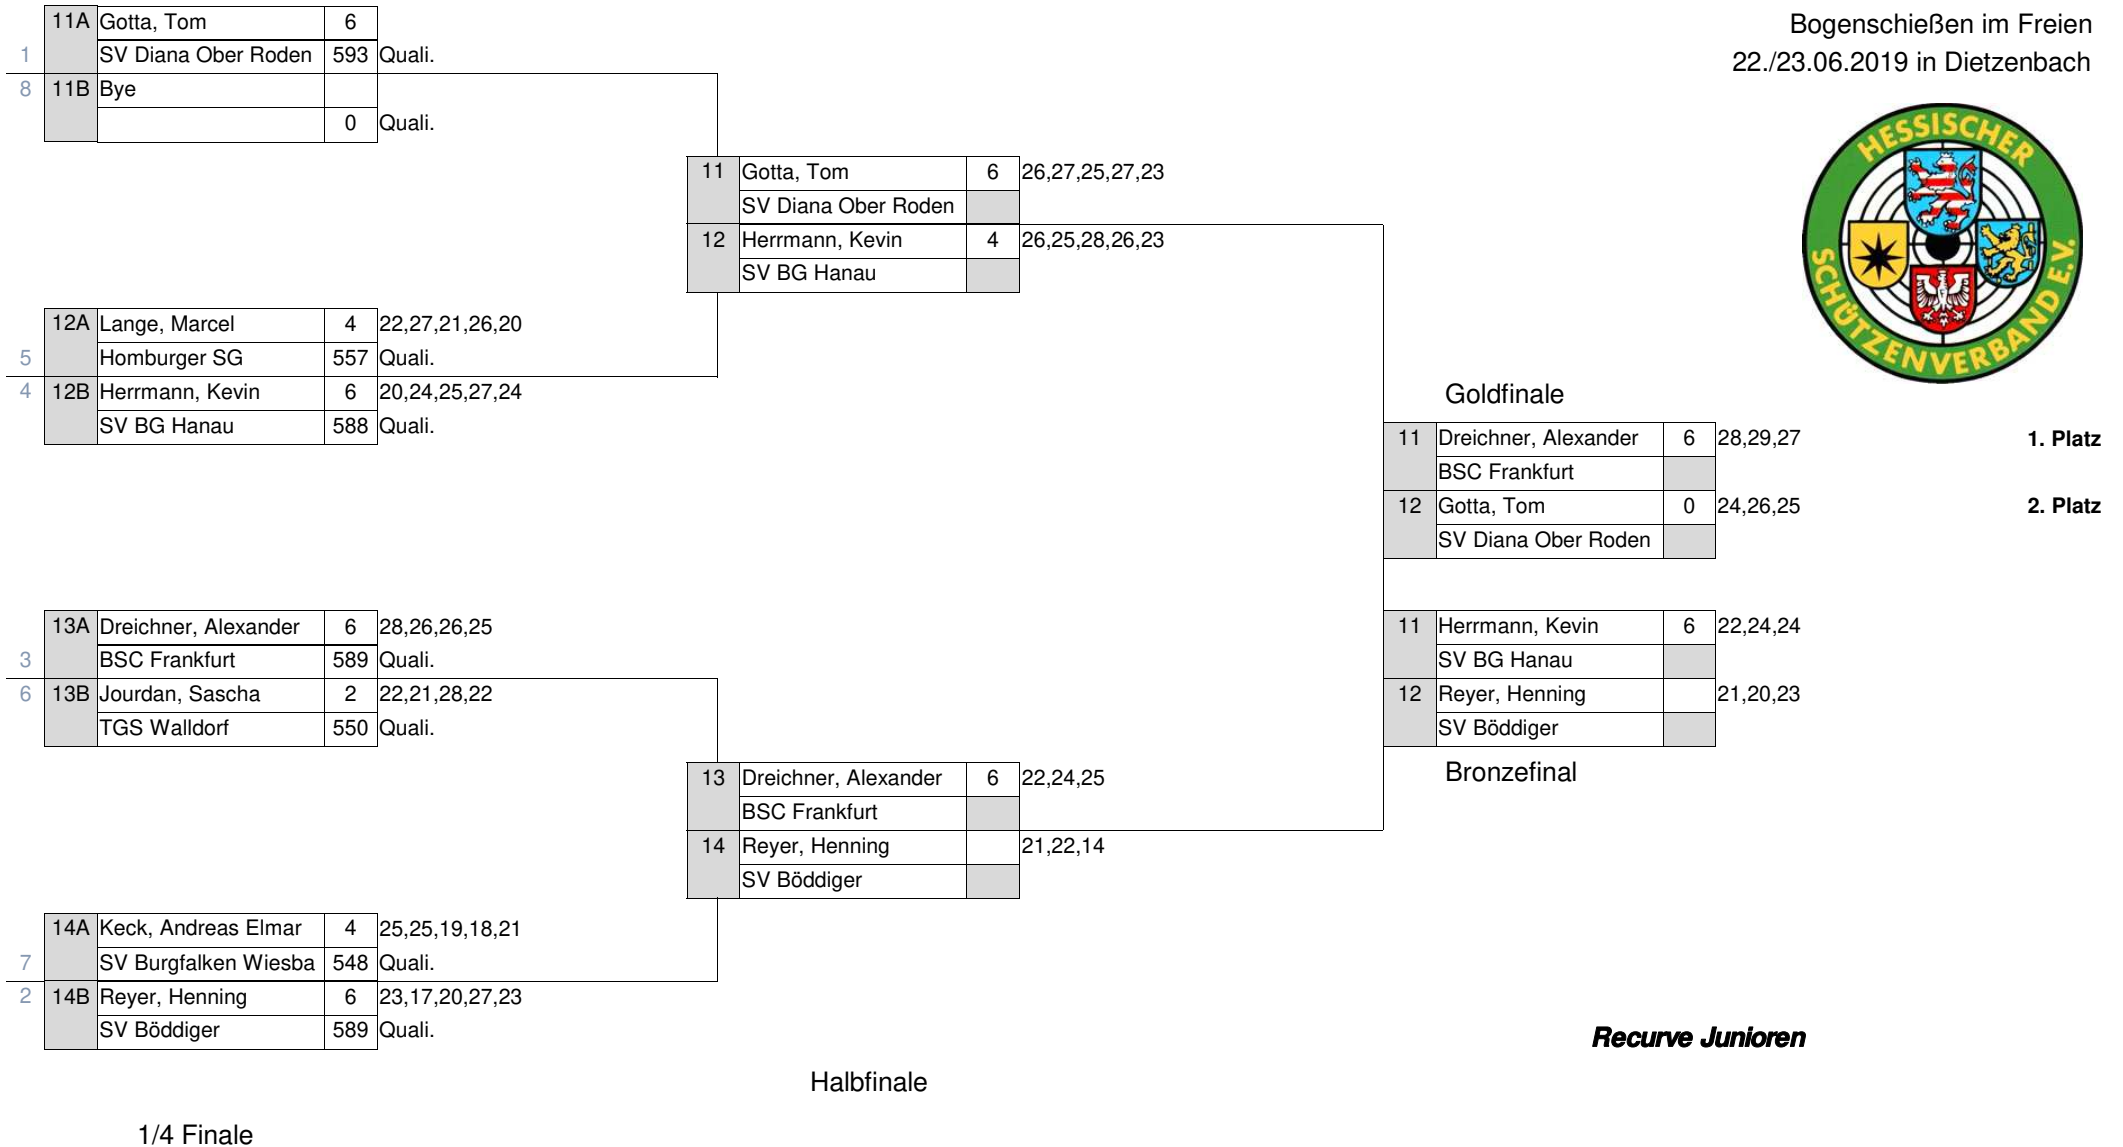 11A Gotta, Tom 6
1 SV Diana Ober Roden 593 Quali.
8 11B Bye
0 Quali.
12A Lange, Marcel 4 22,27,21,26,20
5 Homburger SG 557 Quali.
4 12B Herrmann, Kevin 6 20,24,25,27,24
SV BG Hanau 588 Quali.
13A Dreichner, Alexander 6 28,26,26,25
3 BSC Frankfurt 589 Quali.
6 13B Jourdan, Sascha 2 22,21,28,22
TGS Walldorf 550 Quali.
14A Keck, Andreas Elmar 4 25,25,19,18,21
7 SV Burgfalken Wiesba 548 Quali.
2 14B Reyer, Henning 6 23,17,20,27,23
SV Böddiger 589 Quali.
1/4 Finale
11 Gotta, Tom 6 26,27,25,27,23
SV Diana Ober Roden
12 Herrmann, Kevin 4 26,25,28,26,23
SV BG Hanau
13 Dreichner, Alexander 6 22,24,25
BSC Frankfurt
14 Reyer, Henning 21,22,14
SV Böddiger
Halbfinale
Bogenschießen im Freien
22./23.06.2019 in Dietzenbach
HESSISCHER
SCHÜTZENVERBAND E.V.
Goldfinale
11 Dreichner, Alexander 6 28,29,27 1. Platz
BSC Frankfurt
12 Gotta, Tom 0 24,26,25 2. Platz
SV Diana Ober Roden
11 Herrmann, Kevin 6 22,24,24
SV BG Hanau
12 Reyer, Henning 21,20,23
SV Böddiger
Bronzefinal
Recurve Junioren